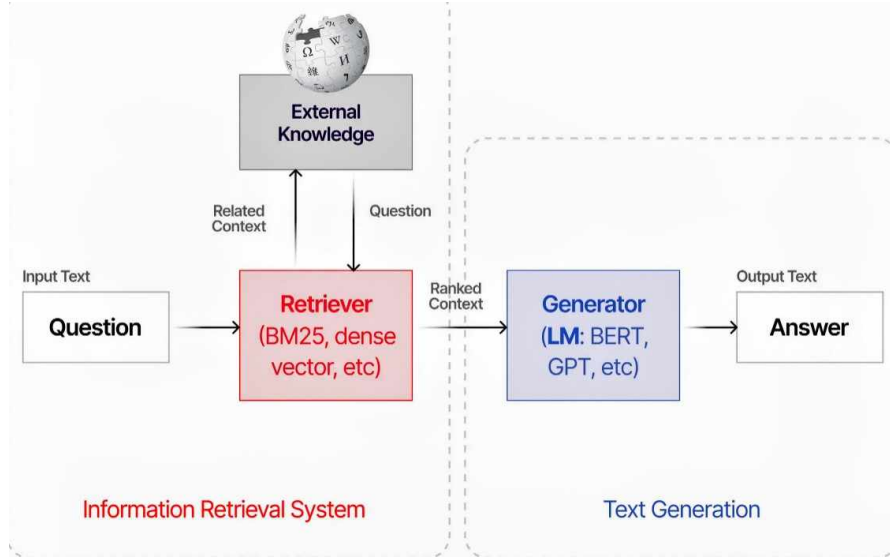 External
Knowledge
Related
Context
Question
Input Text
Question
Retriever
(BM25, dense
vector, etc)
Ranked
Context
Generator
(LM: BERT,
GPT, etc)
Output Text
Answer
Information Retrieval System
Text Generation